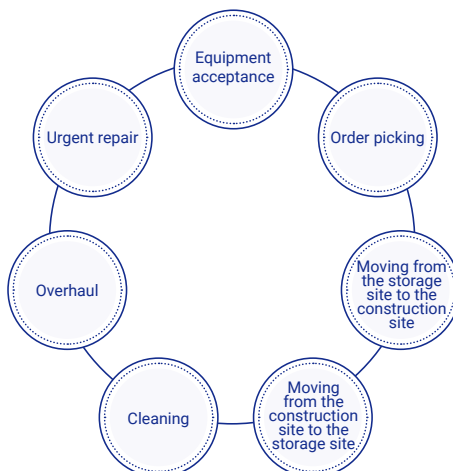 Equipment
acceptance
Order picking
Moving from
the storage
site to the
construction
site
Moving
from the
construction
site to the
storage site
Cleaning
Overhaul
Urgent repair